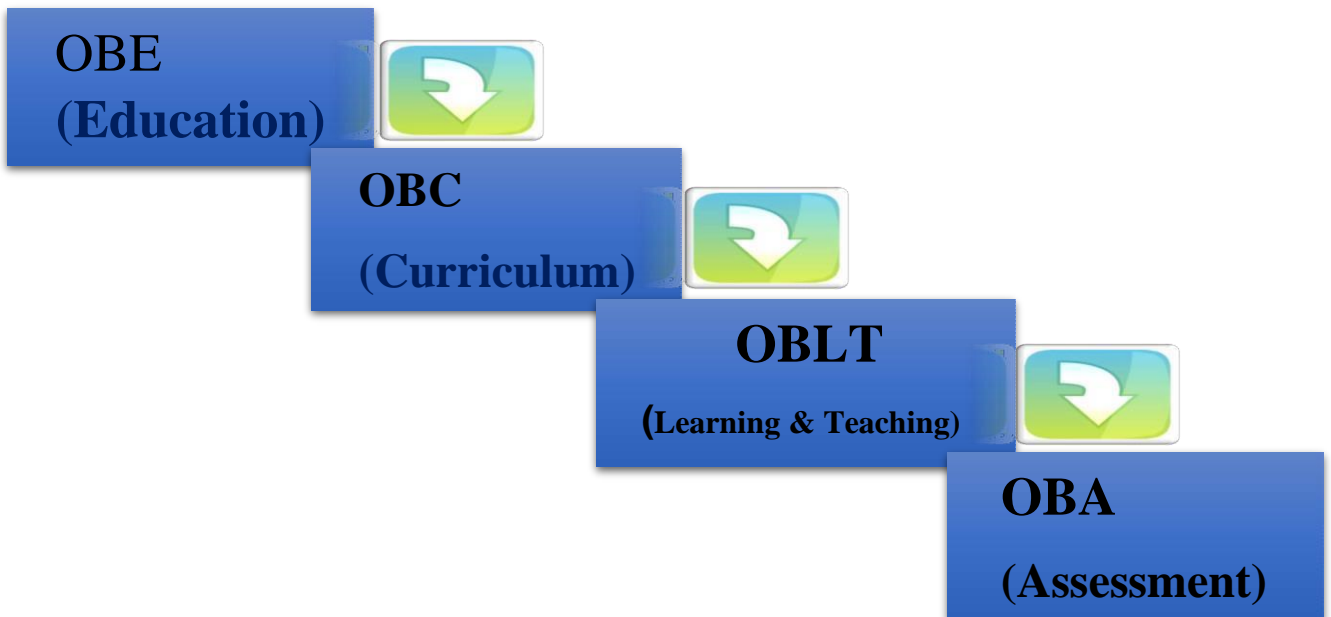 OBE
(Education)
OBC
(Curriculum)
OBLT
(Learning & Teaching)
OBA
(Assessment)